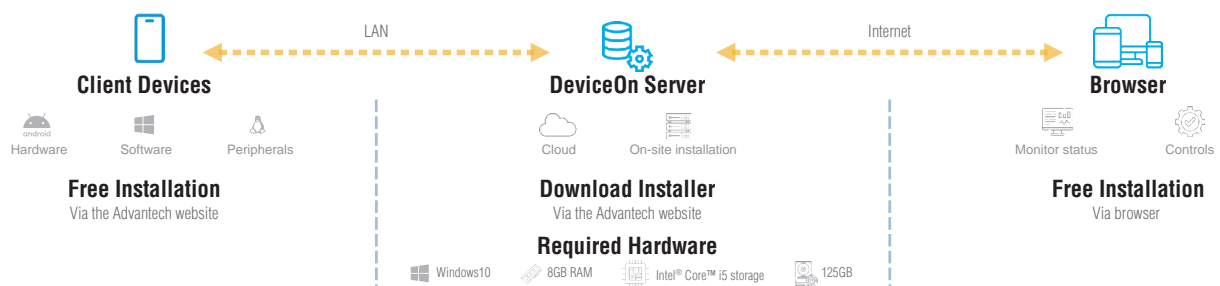 LAN
Internet
Client Devices
DeviceOn Server
Browser
android
Hardware
Software
Peripherals
Cloud
On-site installation
Monitor status
Controls
Free Installation
Via the Advantech website
Download Installer
Via the Advantech website
Free Installation
Via browser
Required Hardware
Windows10
8GB RAM
Intel® Core™ i5 storage
125GB